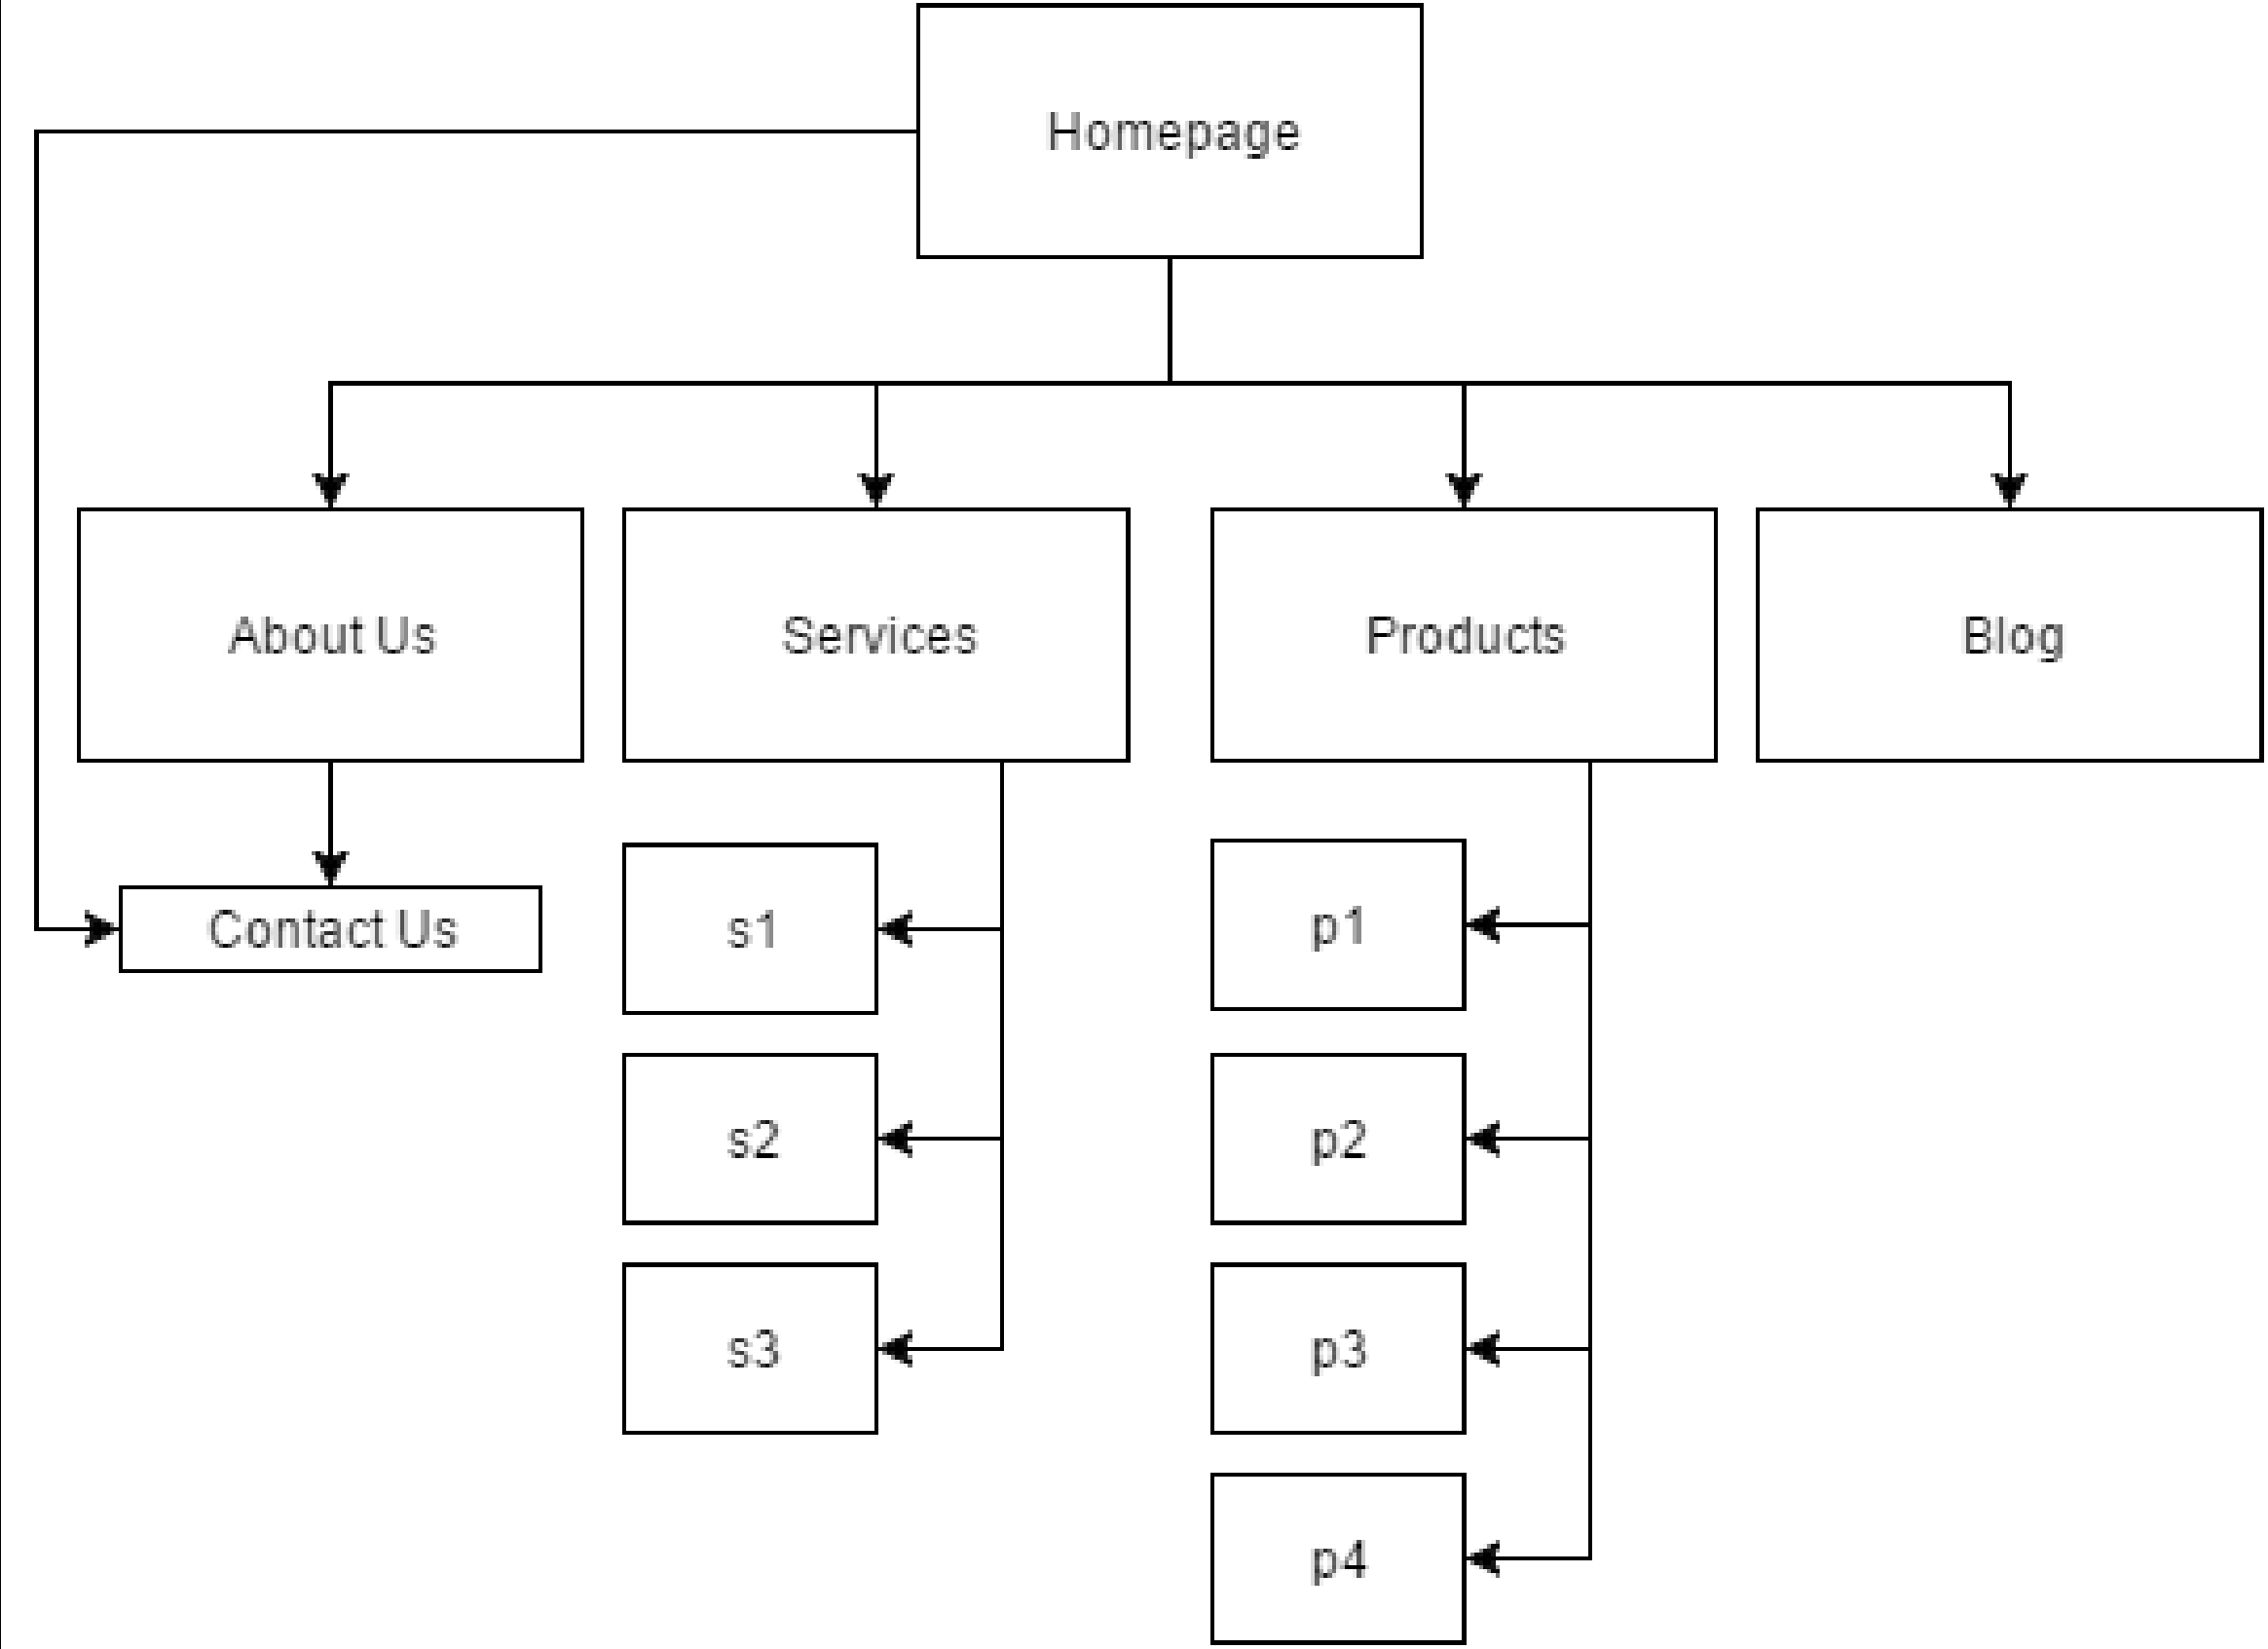 Homepage
About Us
Services
Products
Blog
Contact Us
s1
p1
s2
p2
s3
p3
p4